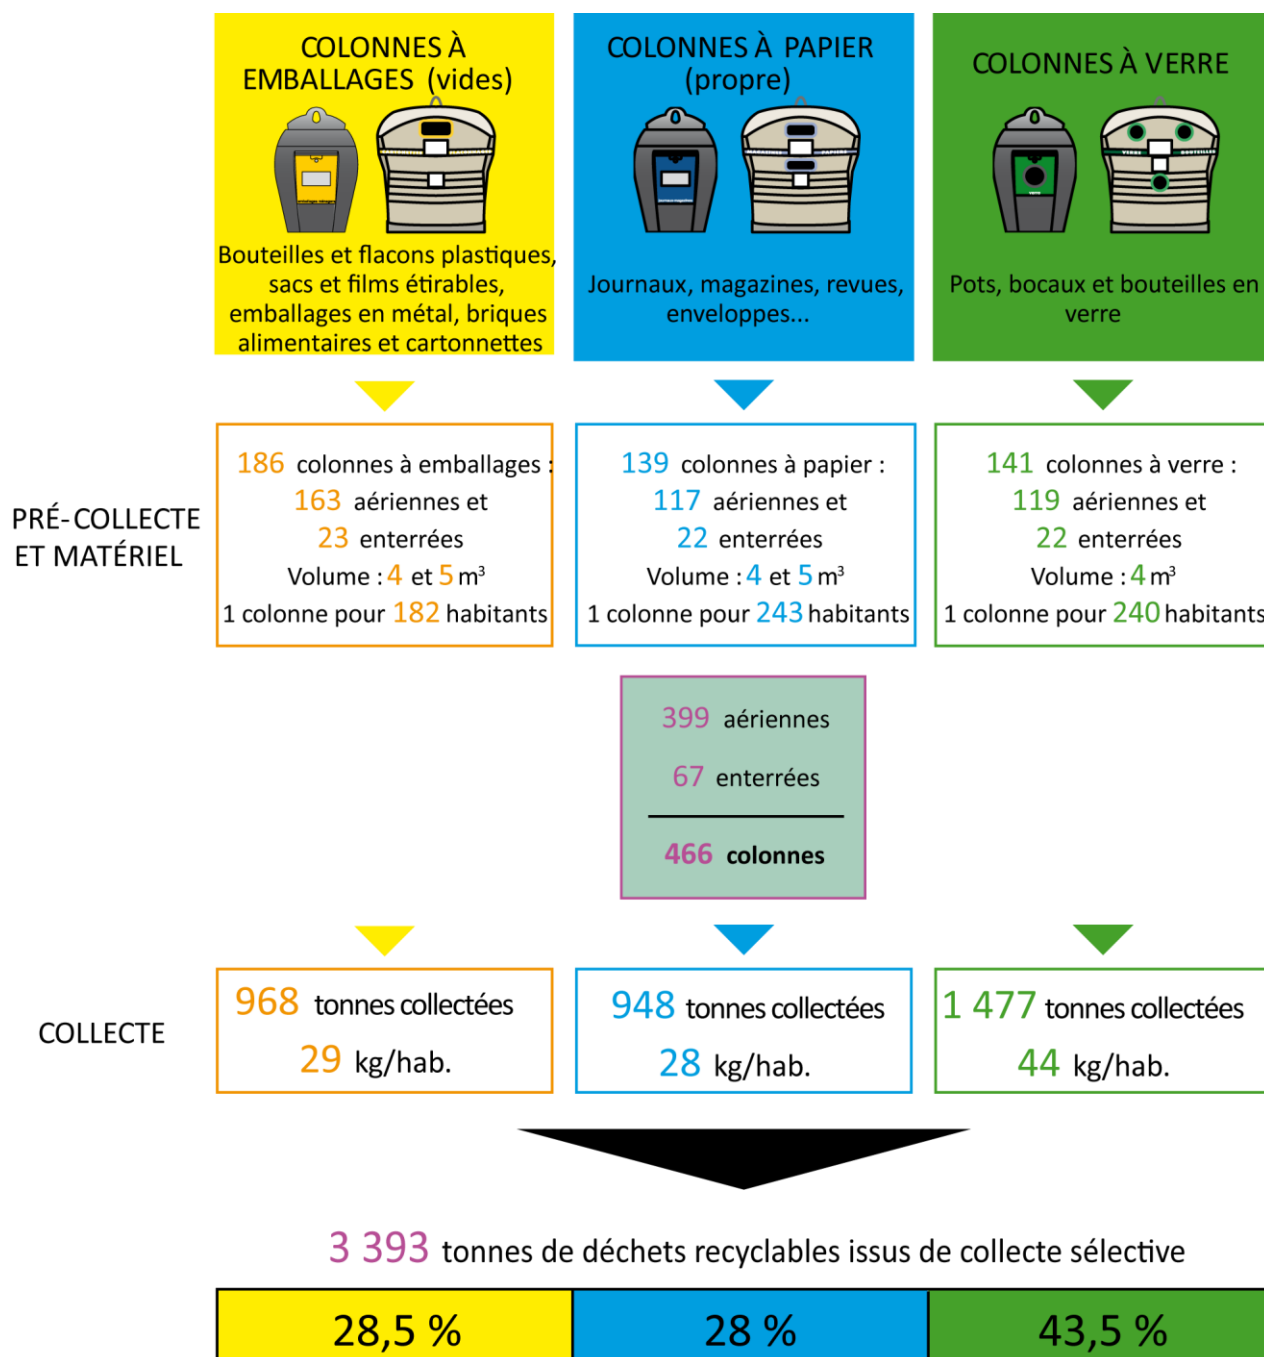 COLONNES À
EMBALLAGES (vides)
Bouteilles et flacons plastiques,
sacs et films étirables,
emballages en métal, briques
alimentaires et cartonnettes
COLONNES À PAPIER
(propre)
PAPIER
Journaux, magazines, revues,
enveloppes...
COLONNES À VERRE
VERRE
BOUTEILLES
Pots, bocaux et bouteilles en
verre
PRÉ-COLLECTE
ET MATÉRIEL
186 colonnes à emballages :
163 aériennes et
23 enterrées
Volume : 4 et 5 m³
1 colonne pour 182 habitants
139 colonnes à papier :
117 aériennes et
22 enterrées
Volume : 4 et 5 m³
1 colonne pour 243 habitants
141 colonnes à verre :
119 aériennes et
22 enterrées
Volume : 4 m³
1 colonne pour 240 habitants
399 aériennes
67 enterrées
466 colonnes
COLLECTE
968 tonnes collectées
29 kg/hab.
948 tonnes collectées
28 kg/hab.
1 477 tonnes collectées
44 kg/hab.
3 393 tonnes de déchets recyclables issus de collecte sélective
28,5 %
28 %
43,5 %